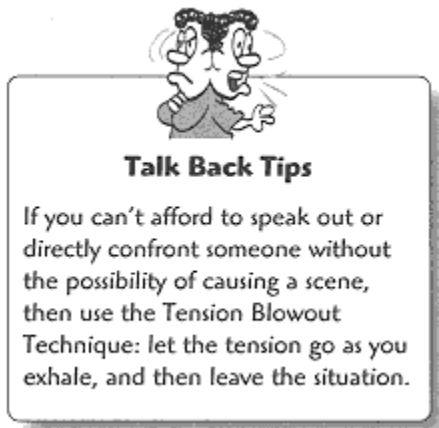 Talk Back Tips
If you can't afford to speak out or
directly confront someone without
the possibility of causing a scene,
then use the Tension Blowout
Technique: let the tension go as you
exhale, and then leave the situation.